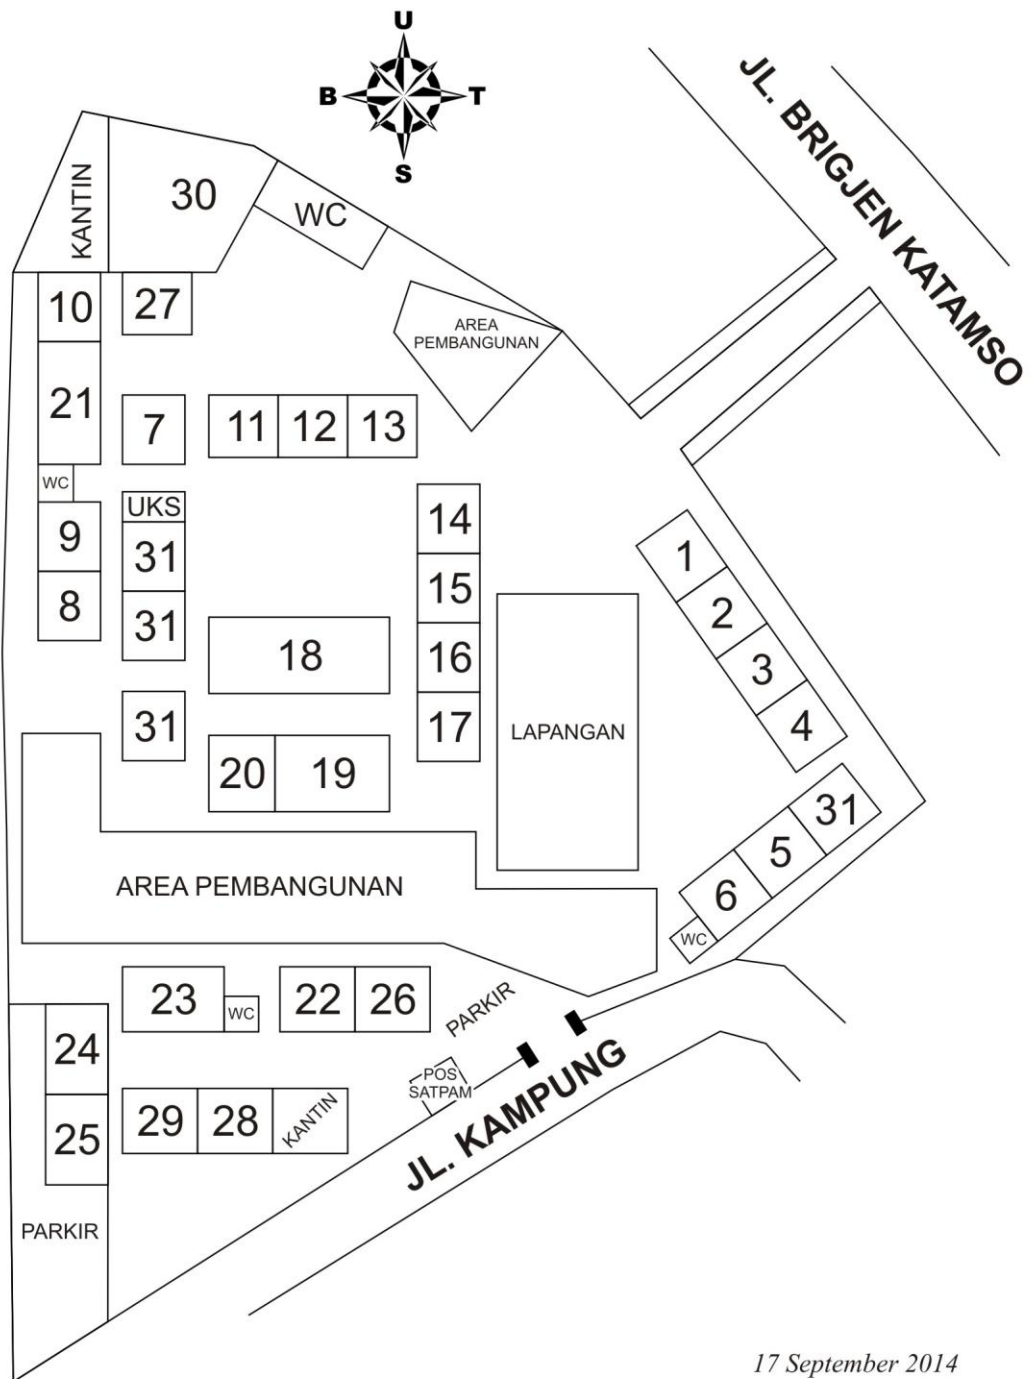 U
B
T
S
JL. BRIGJEN KATAMSO
KANTIN
30
WC
10
27
AREA
PEMBANGUNAN
21
7
11
12
13
WC
UKS
9
31
8
31
14
15
16
17
18
31
20
19
LAPANGAN
1
2
3
4
31
5
6
WC
AREA PEMBANGUNAN
23
WC
22
26
PARKIR
24
25
29
28
KANTIN
POS
SATPAM
JL. KAMPUNG
PARKIR
17 September 2014